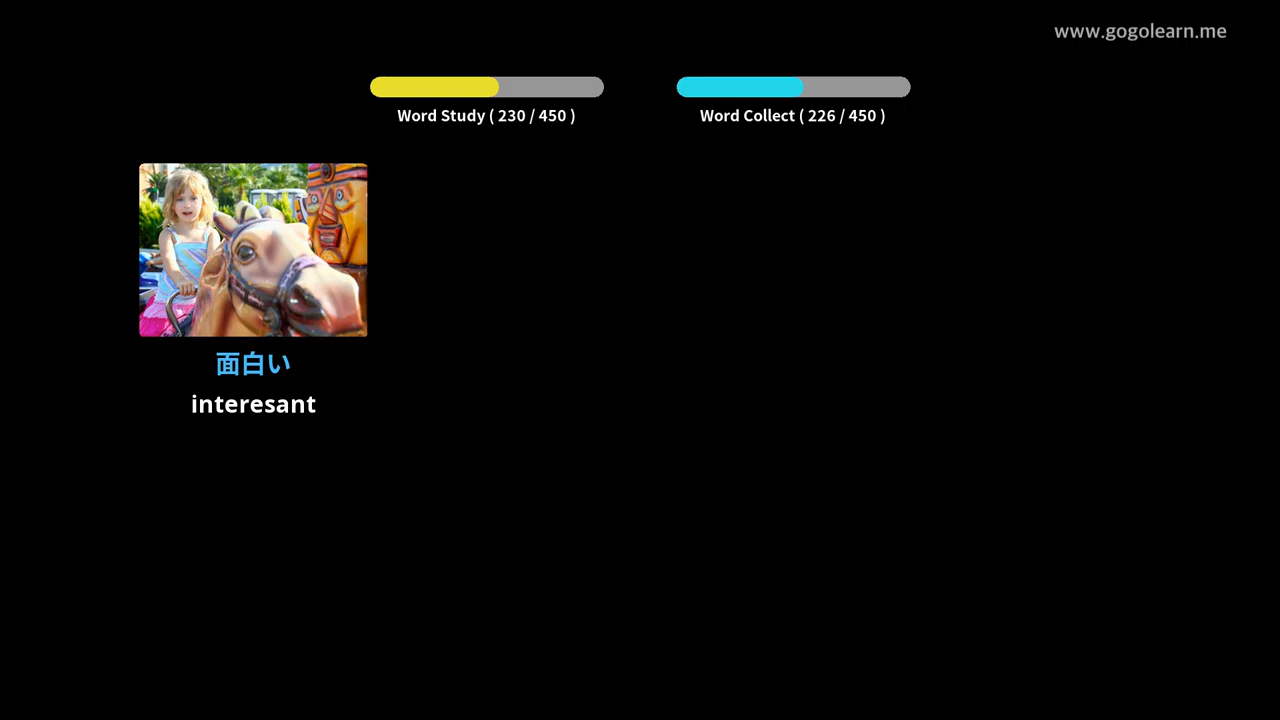 www.gogolearn.me
Word Study ( 230 / 450 )
Word Collect ( 226 / 450 )
面白い
interesant